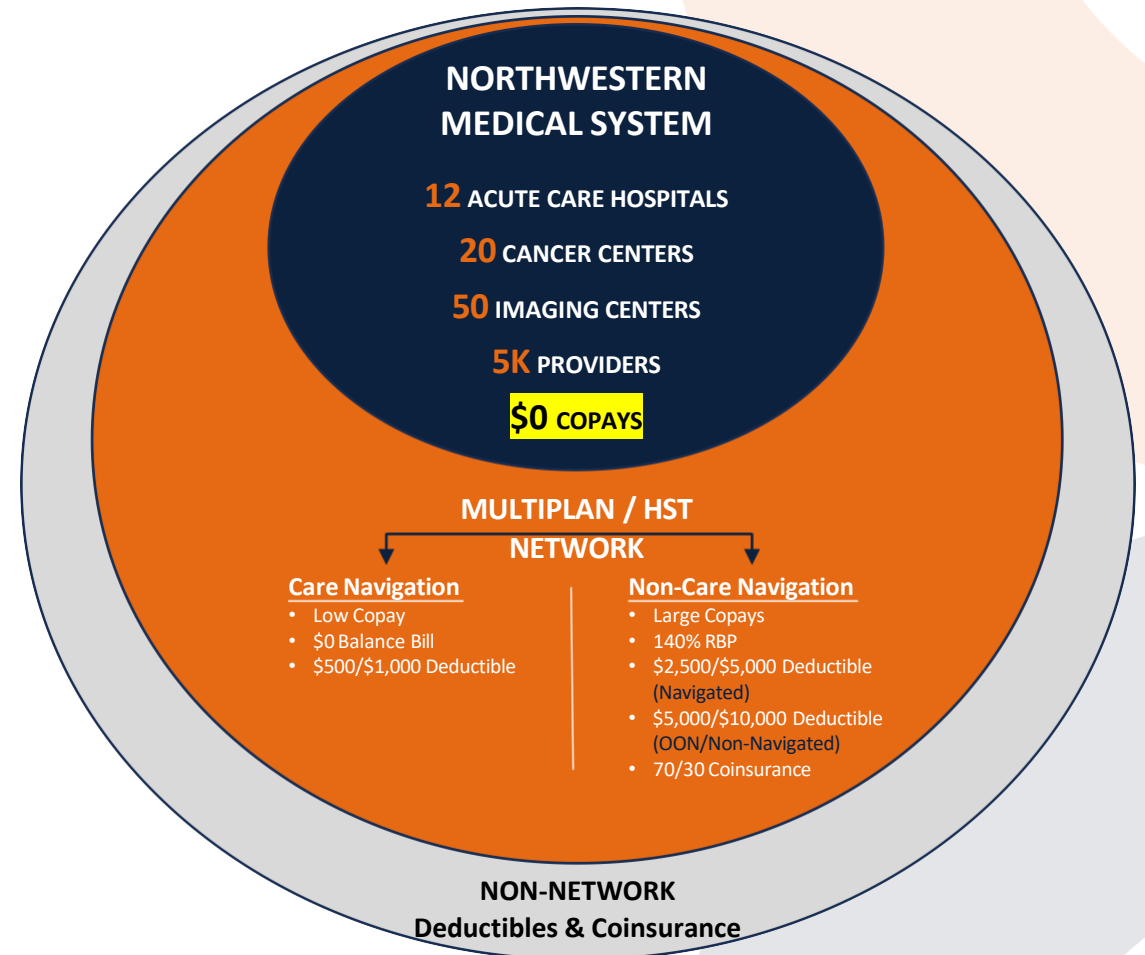 NORTHWESTERN
MEDICAL SYSTEM
12 ACUTE CARE HOSPITALS
20 CANCER CENTERS
50 IMAGING CENTERS
5K PROVIDERS
$0 COPAYS
MULTIPLAN / HST
NETWORK
Care Navigation
• Low Copay
• $0 Balance Bill
• $500/$1,000 Deductible
Non-Care Navigation
• Large Copays
• 140% RBP
• $2,500/$5,000 Deductible
(Navigated)
• $5,000/$10,000 Deductible
(OON/Non-Navigated)
• 70/30 Coinsurance
NON-NETWORK
Deductibles & Coinsurance